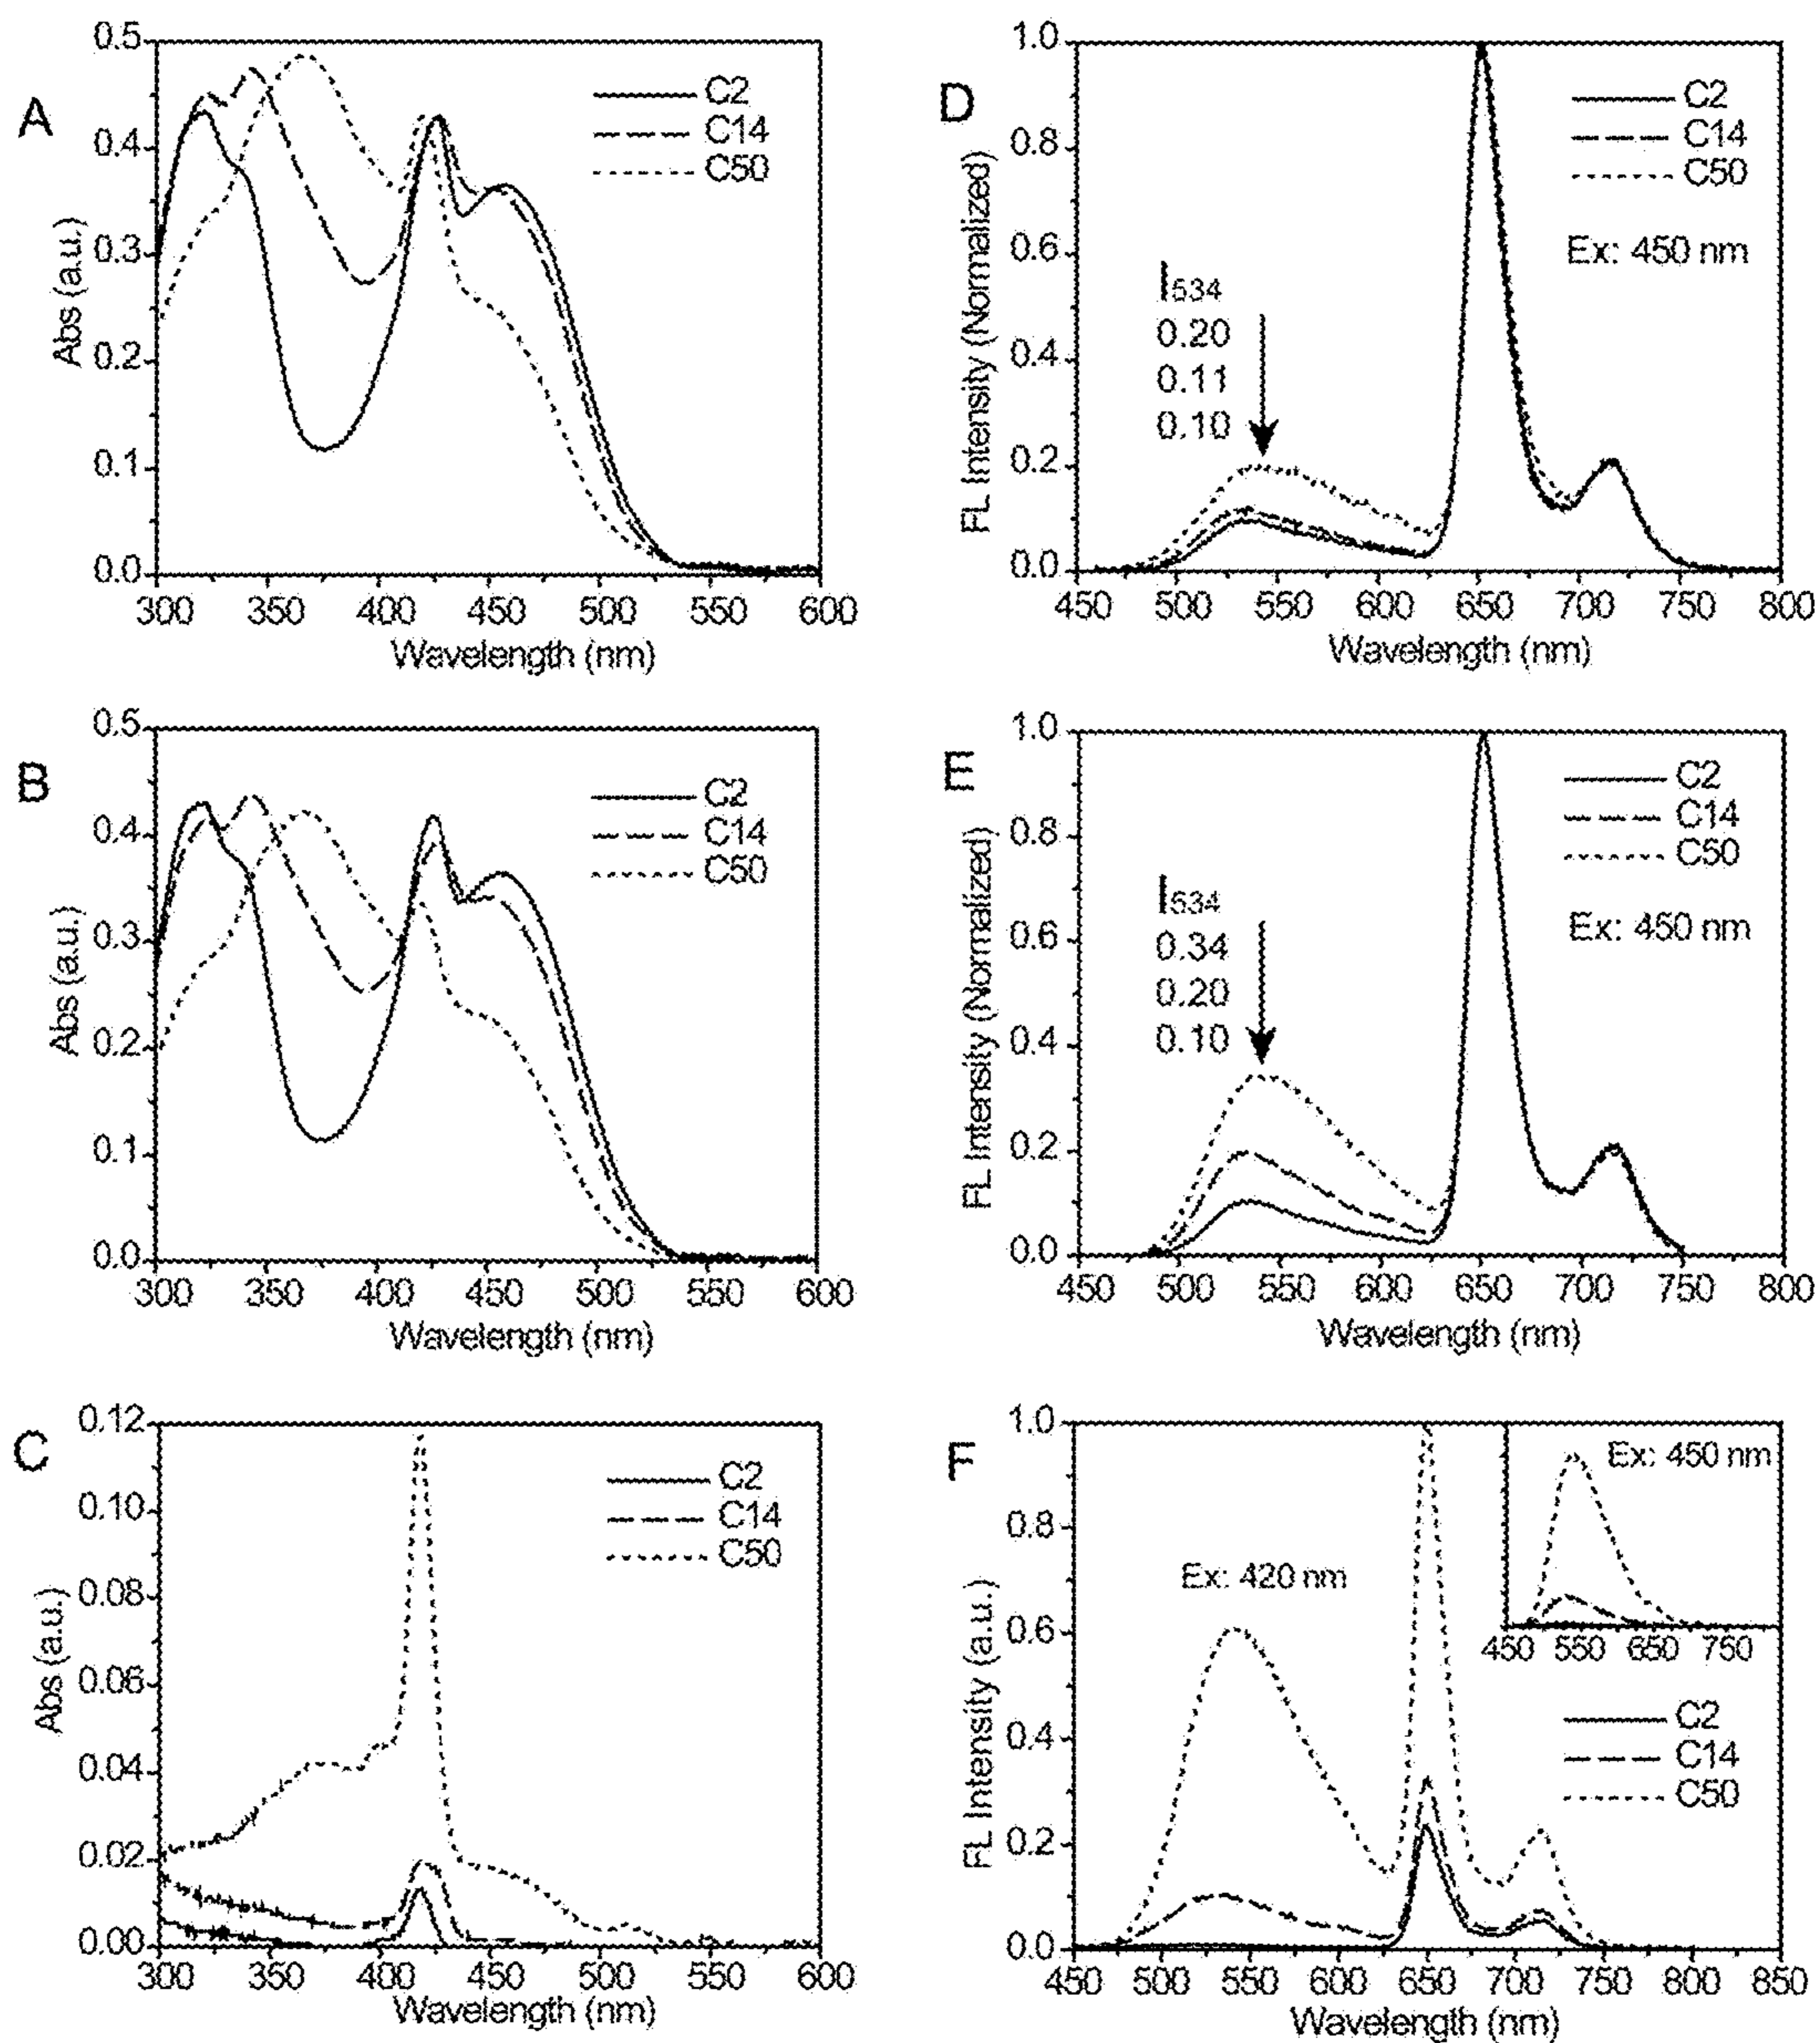 A
0.5
0.4
0.3
0.2
0.1
0.0
Abs (a.u.)
C2
C14
C50
300 350 400 450 500 550 600
Wavelength (nm)
D
1.0
0.8
0.6
0.4
0.2
0.0
FL Intensity (Normalized)
C2
C14
C50
Ex: 450 nm
I534
0.20
0.11
0.10
450 500 550 600 650 700 750 800
Wavelength (nm)
B
0.5
0.4
0.3
0.2
0.1
0.0
Abs (a.u.)
C2
C14
C50
300 350 400 450 500 550 600
Wavelength (nm)
E
1.0
0.8
0.6
0.4
0.2
0.0
FL Intensity (Normalized)
C2
C14
C50
Ex: 450 nm
I534
0.34
0.20
0.10
450 500 550 600 650 700 750 800
Wavelength (nm)
C
0.12
0.10
0.08
0.06
0.04
0.02
0.00
Abs (a.u.)
C2
C14
C50
300 350 400 450 500 550 600
Wavelength (nm)
F
1.0
0.8
0.6
0.4
0.2
0.0
FL Intensity (a.u.)
Ex: 420 nm
Ex: 450 nm
450 550 650 750
C2
C14
C50
450 500 550 600 650 700 750 800 850
Wavelength (nm)